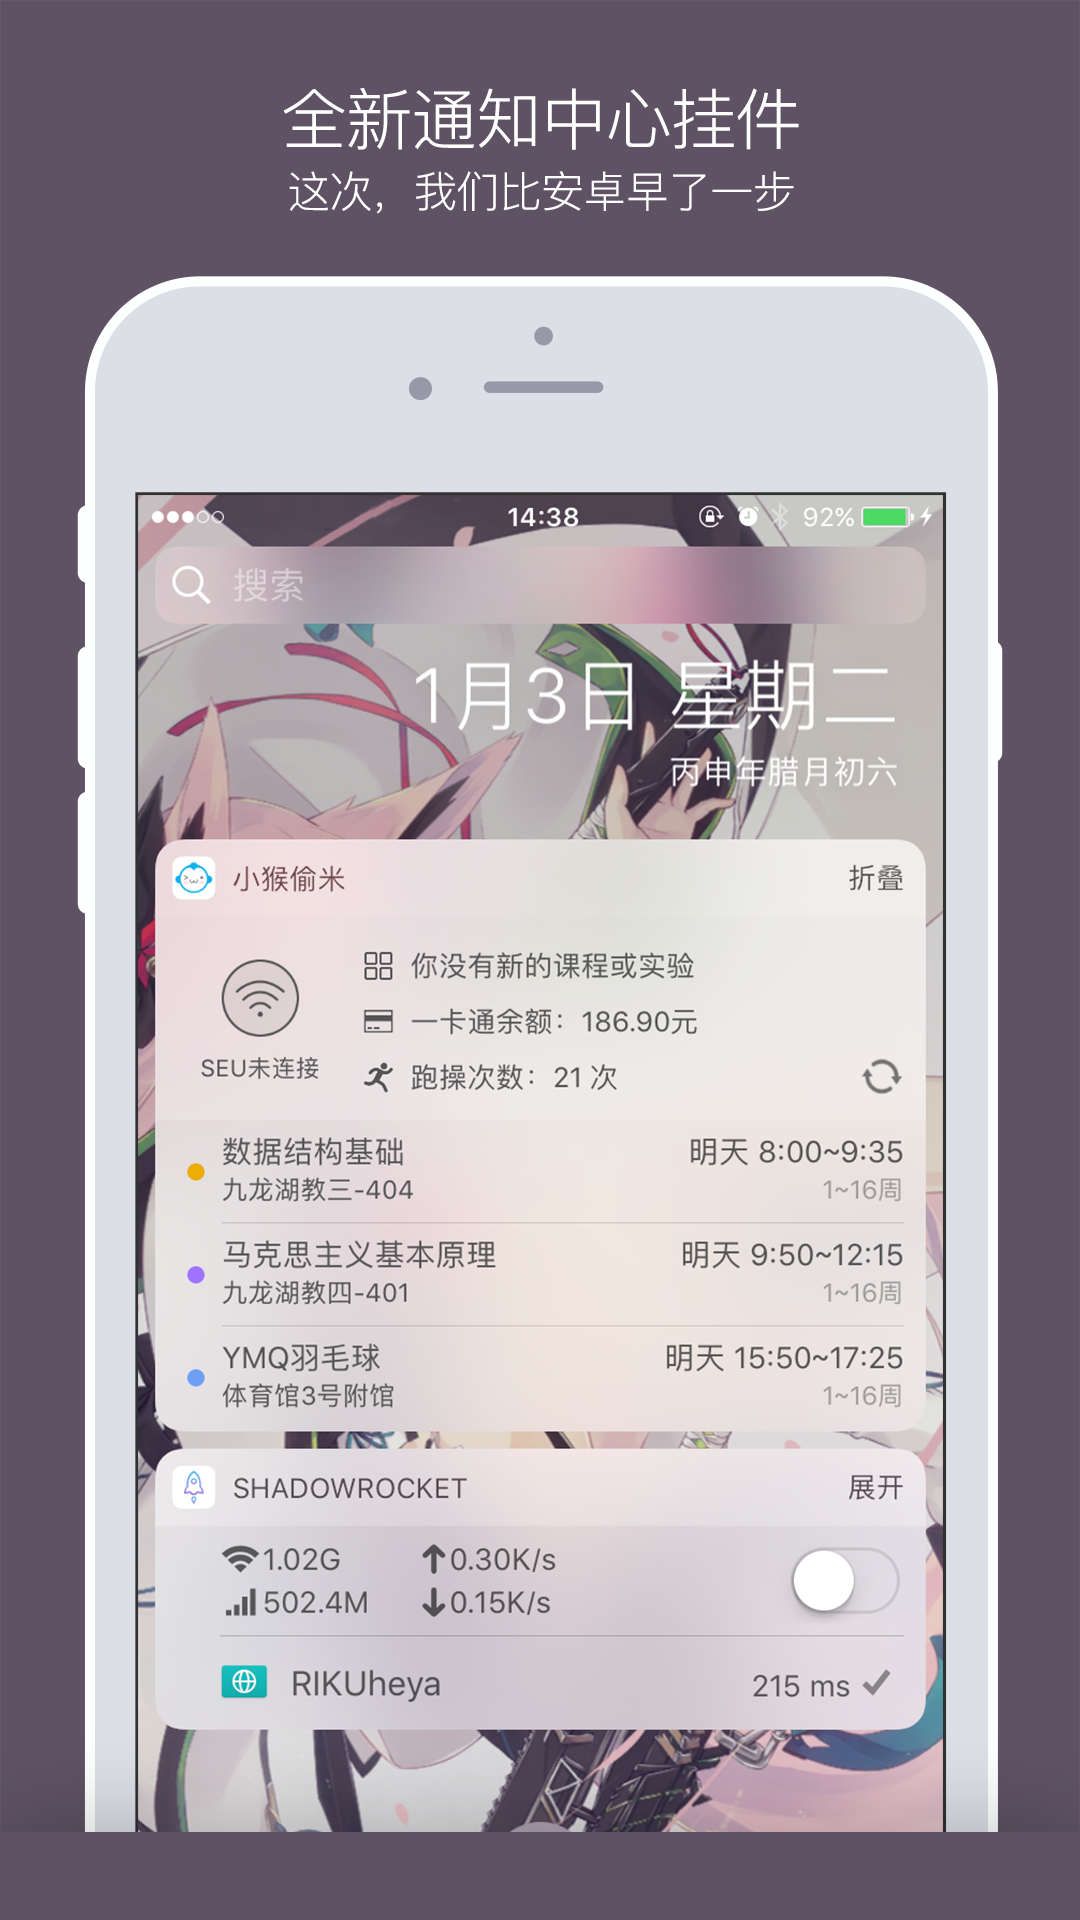 全新通知中心挂件
这次，我们比安卓早了一步
14:38
92%
搜索
1月3日 星期二
丙申年腊月初六
小猴偷米
折叠
你没有新的课程或实验
一卡通余额：186.90元
SEU未连接
跑操次数：21 次
数据结构基础
明天 8:00~9:35
九龙湖教三-404
1~16周
马克思主义基本原理
明天 9:50~12:15
九龙湖教四-401
1~16周
YMQ羽毛球
明天 15:50~17:25
体育馆3号附馆
1~16周
SHADOWROCKET
展开
1.02G
0.30K/s
502.4M
0.15K/s
RIKUheya
215 ms